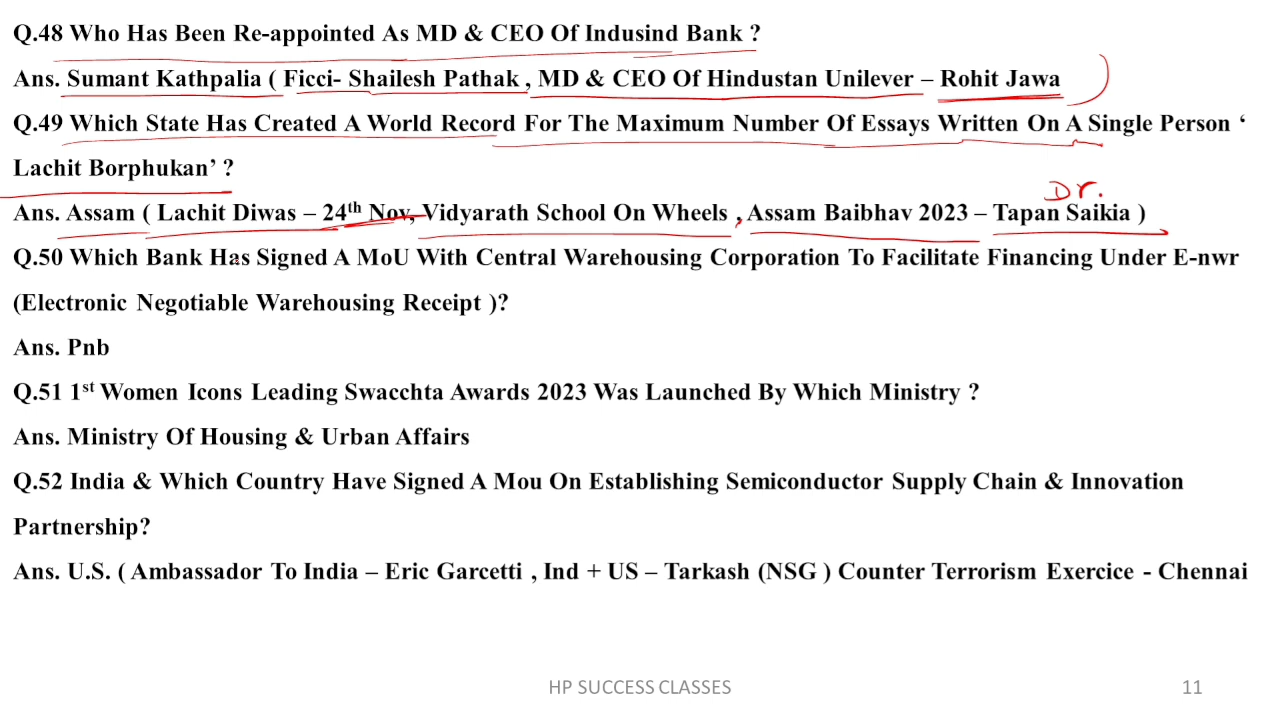 Q.48 Who Has Been Re-appointed As MD & CEO Of Indusind Bank ?
Ans. Sumant Kathpalia ( Ficci- Shailesh Pathak , MD & CEO Of Hindustan Unilever – Rohit Jawa
Q.49 Which State Has Created A World Record For The Maximum Number Of Essays Written On A Single Person ‘
Lachit Borphukan’ ?
Dr.
Ans. Assam ( Lachit Diwas – 24th Nov, Vidyarath School On Wheels , Assam Baibhav 2023 – Tapan Saikia )
Q.50 Which Bank Has Signed A MoU With Central Warehousing Corporation To Facilitate Financing Under E-nwr
(Electronic Negotiable Warehousing Receipt )?
Ans. Pnb
Q.51 1st Women Icons Leading Swacchta Awards 2023 Was Launched By Which Ministry ?
Ans. Ministry Of Housing & Urban Affairs
Q.52 India & Which Country Have Signed A Mou On Establishing Semiconductor Supply Chain & Innovation
Partnership?
Ans. U.S. ( Ambassador To India – Eric Garcetti , Ind + US – Tarkash (NSG ) Counter Terrorism Exercice - Chennai
HP SUCCESS CLASSES
11